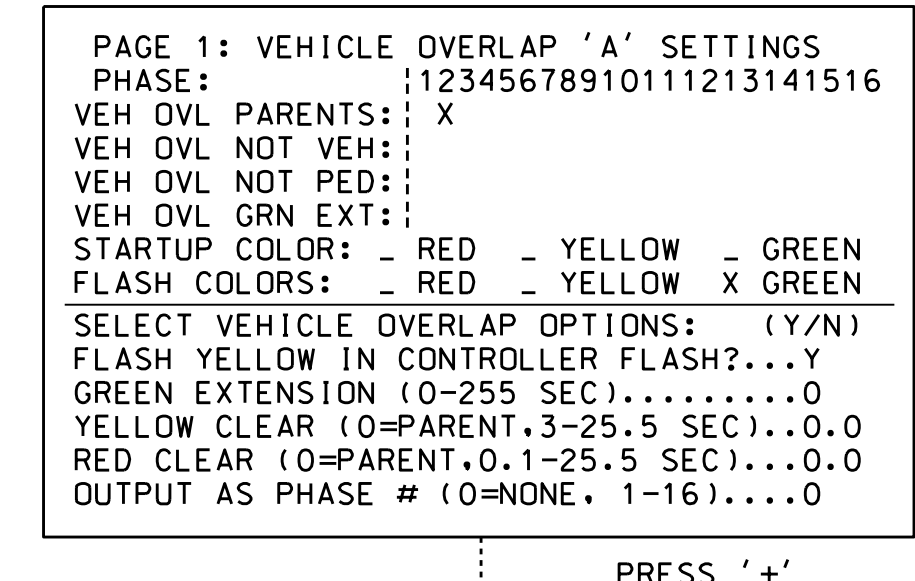 PAGE 1: VEHICLE OVERLAP 'A' SETTINGS
PHASE: 12345678910111213141516
VEH OVL PARENTS: X
VEH OVL NOT VEH:
VEH OVL NOT PED:
VEH OVL GRN EXT:
STARTUP COLOR: _ RED _ YELLOW _ GREEN
FLASH COLORS: _ RED _ YELLOW X GREEN
SELECT VEHICLE OVERLAP OPTIONS: (Y/N)
FLASH YELLOW IN CONTROLLER FLASH?...Y
GREEN EXTENSION (0-255 SEC).........0
YELLOW CLEAR (0=PARENT,3-25.5 SEC)..0.0
RED CLEAR (0=PARENT,0.1-25.5 SEC)...0.0
OUTPUT AS PHASE # (0=NONE, 1-16)....0
PRESS '+'